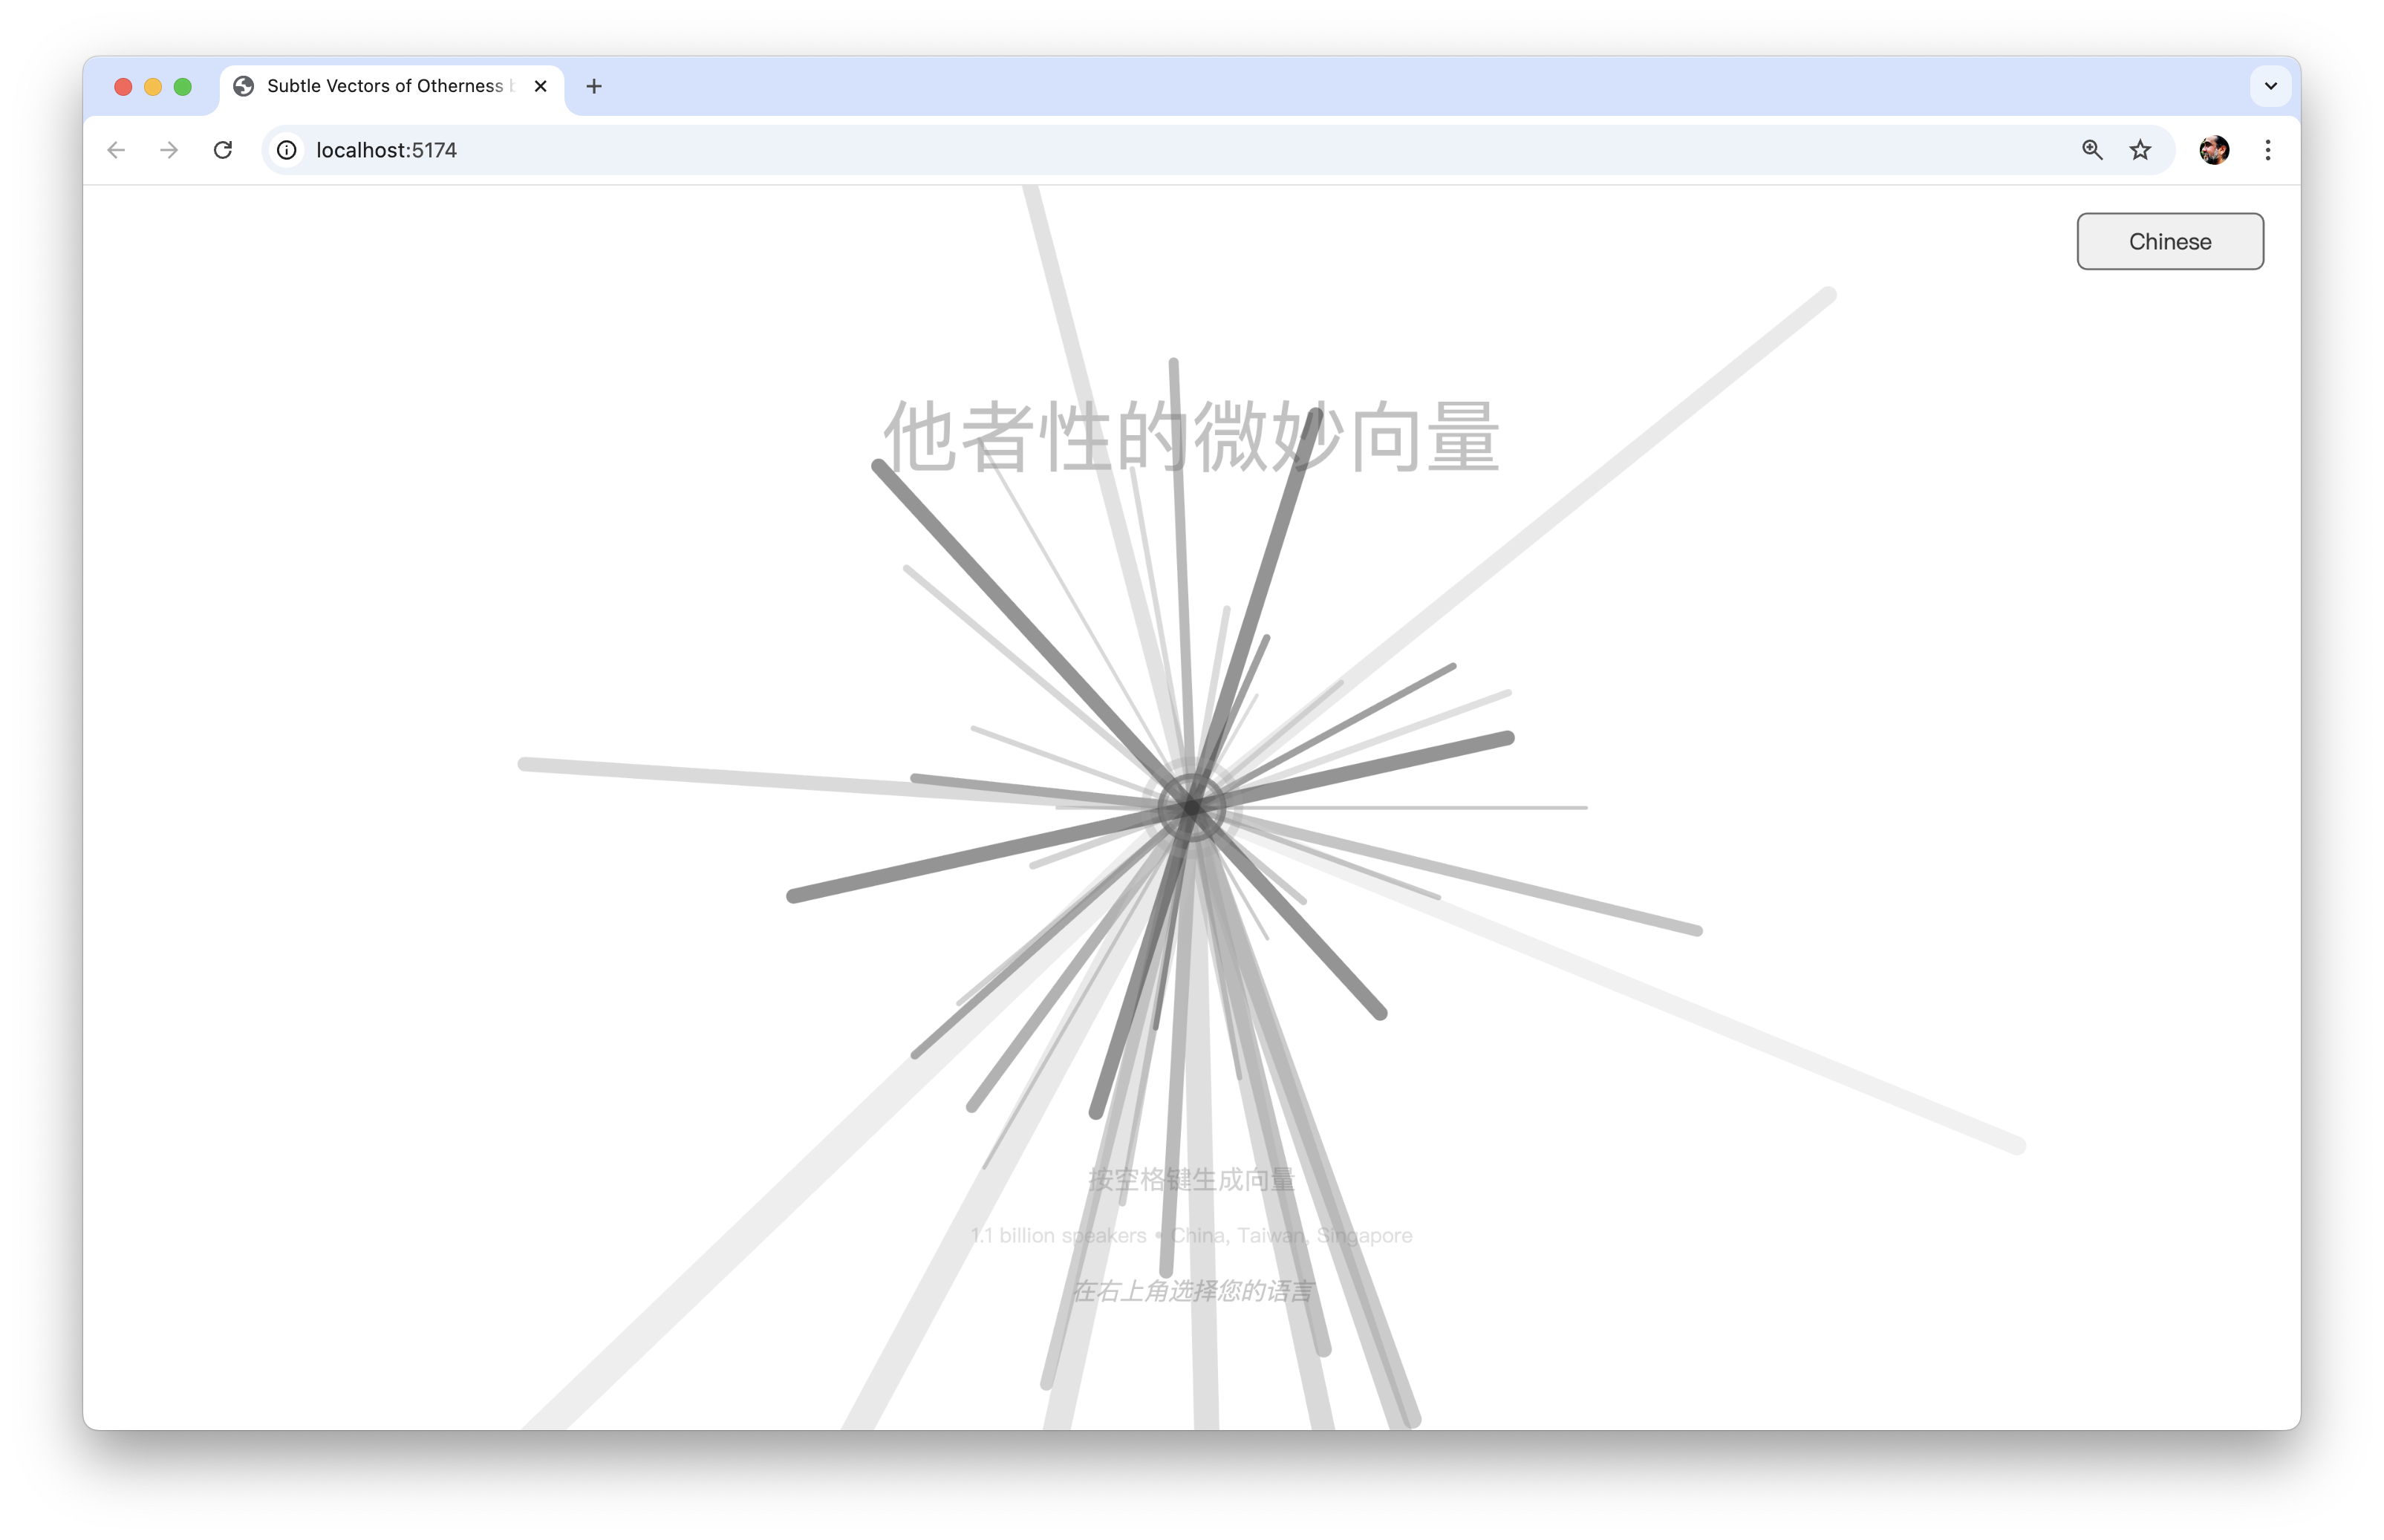 Subtle Vectors of Otherness
localhost:5174
Chinese
他者性的微妙向量
按空格键生成向量
1.1 billion speakers • China, Taiwan, Singapore
在右上角选择您的语言